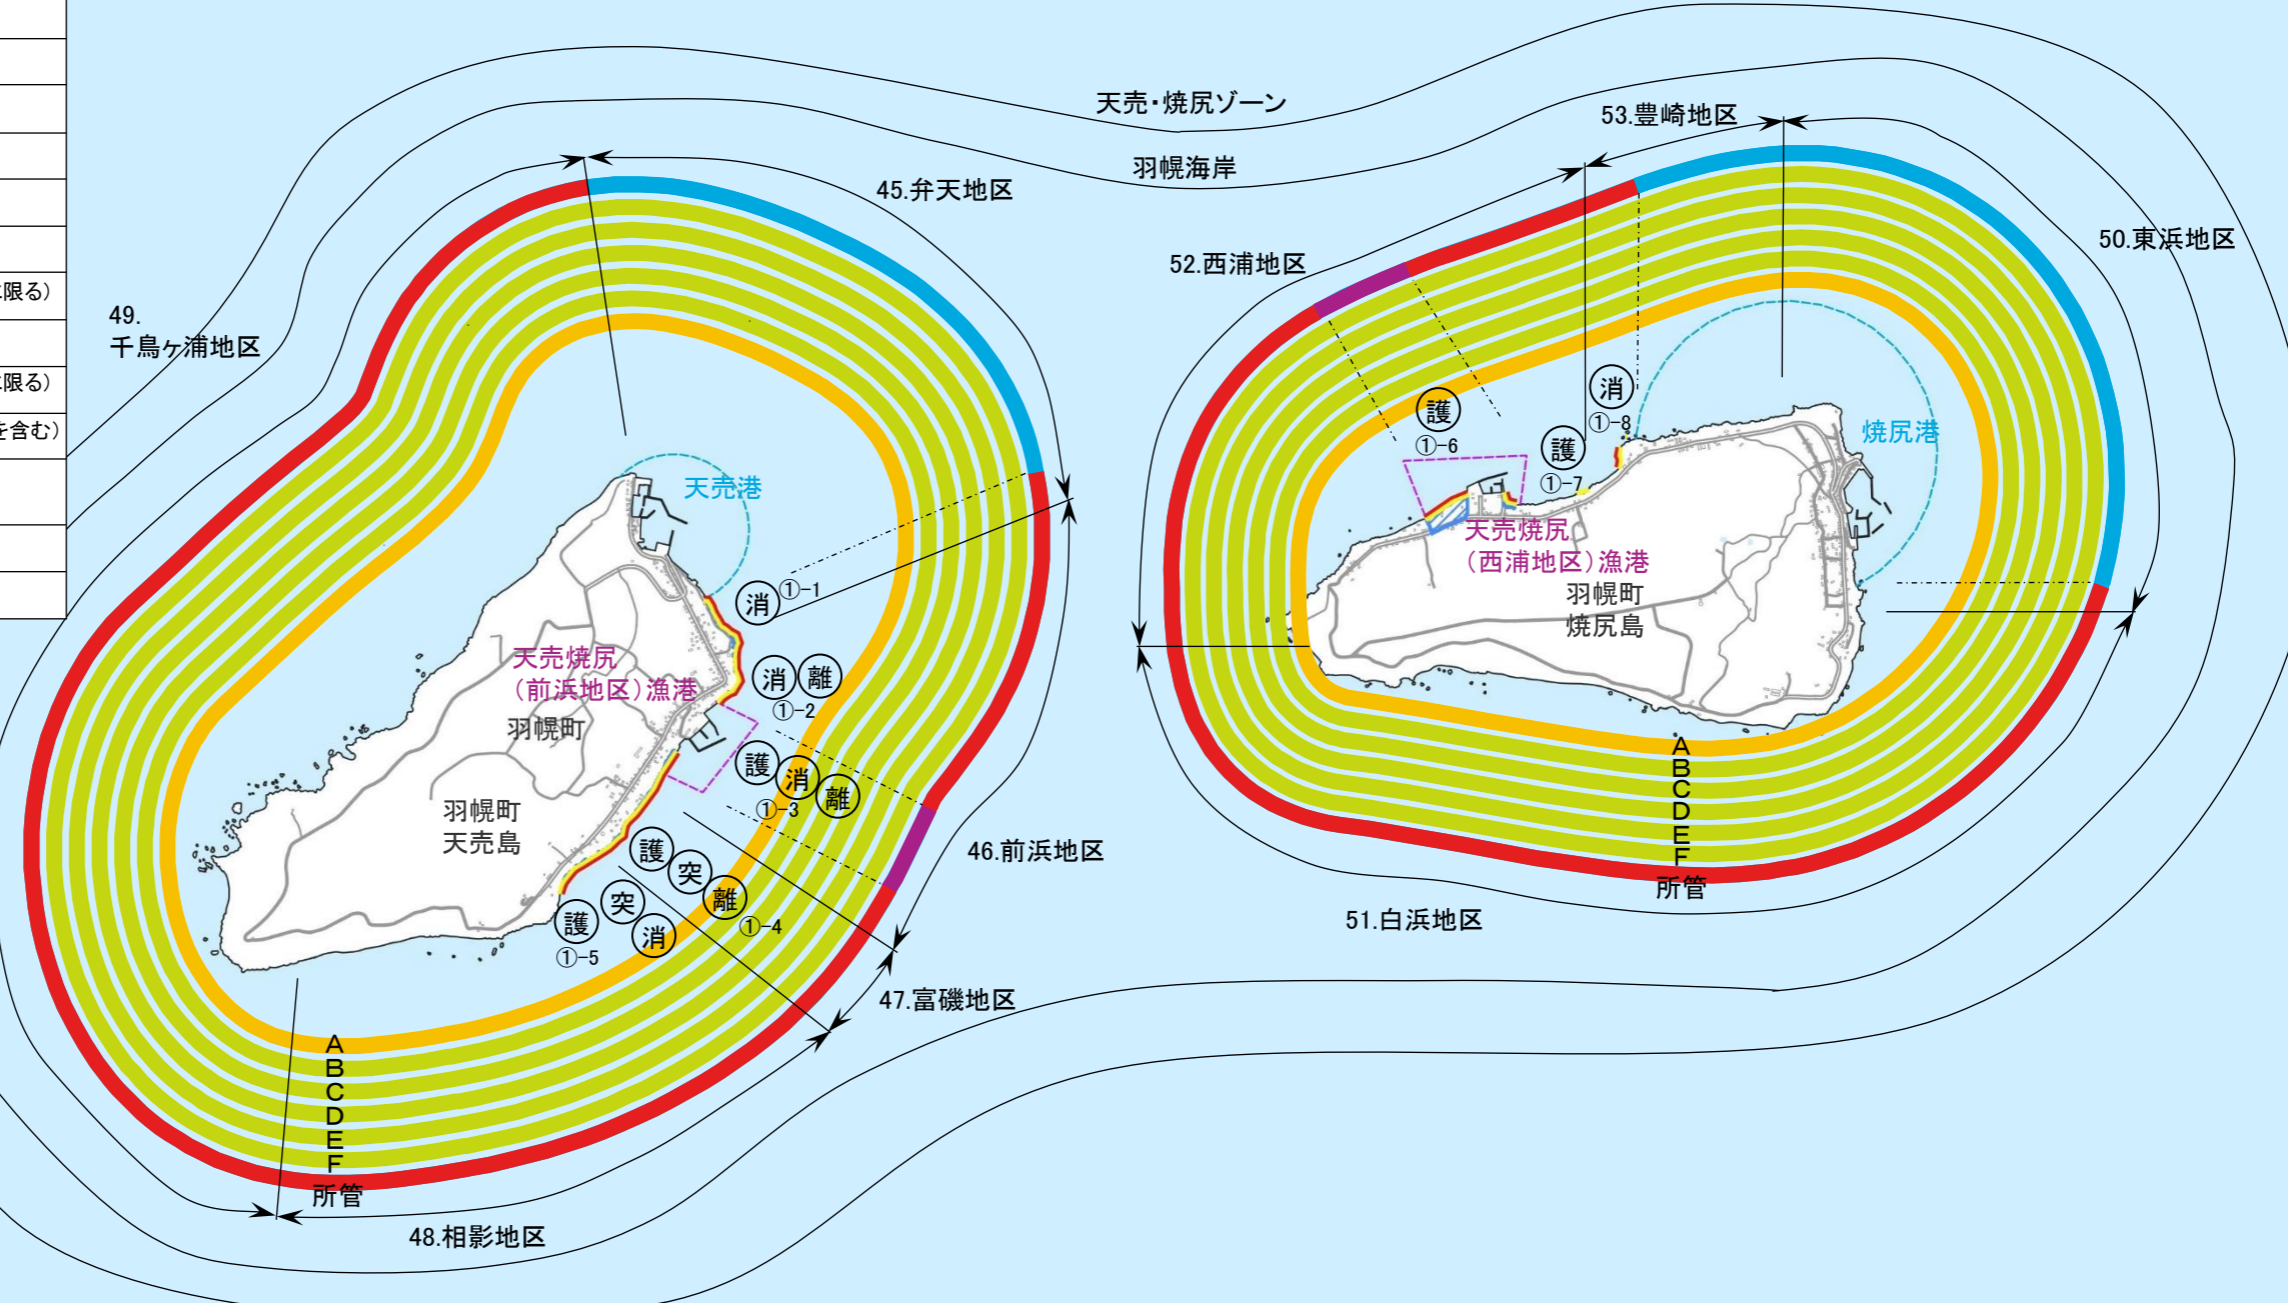 に限る）
に限る）
を含む）
天売・焼尻ゾーン
羽幌海岸
49.
千鳥ヶ浦地区
45.弁天地区
天売港
消
①-1
消 離
①-2
天売焼尻
（前浜地区）漁港
羽幌町
護 消 離
①-3
羽幌町
天売島
護 突 離
①-4
護 突 消
①-5
46.前浜地区
47.富磯地区
48.相影地区
A
B
C
D
E
F
所管
53.豊崎地区
50.東浜地区
52.西浦地区
護
①-6
護
①-7
消
①-8
焼尻港
天売焼尻
（西浦地区）漁港
羽幌町
焼尻島
A
B
C
D
E
F
所管
51.白浜地区